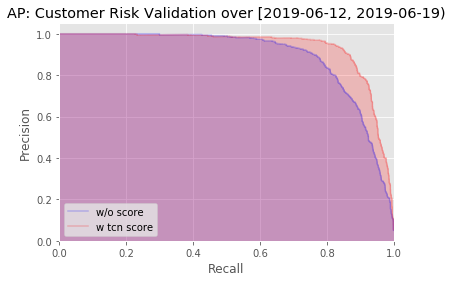 AP: Customer Risk Validation over [2019-06-12, 2019-06-19)
1.0
0.8
0.6
0.4
0.2
0.0
Precision
w/o score
w tcn score
0.0 0.2 0.4 0.6 0.8 1.0
Recall